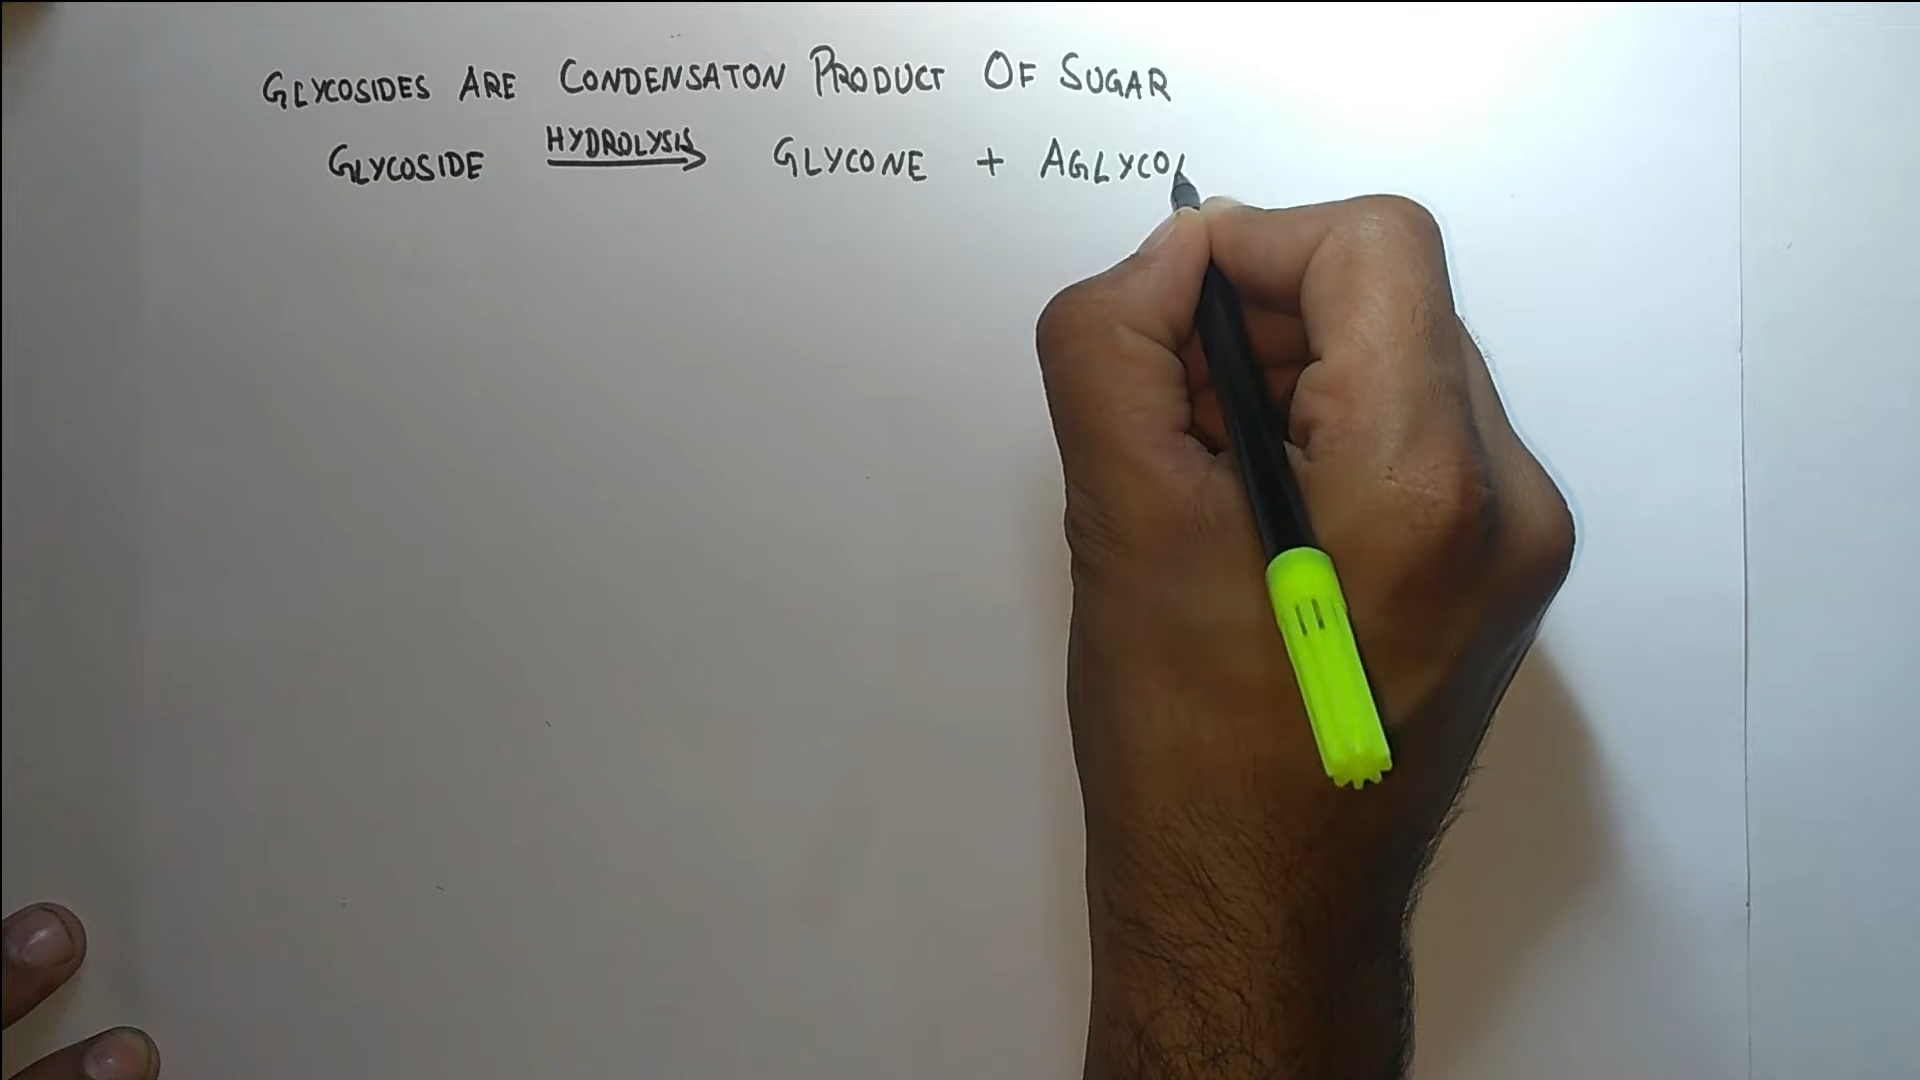 GLYCOSIDES ARE CONDENSATON PRODUCT OF SUGAR
HYDROLYSIS
GLYCOSIDE → GLYCONE + AGLYCO